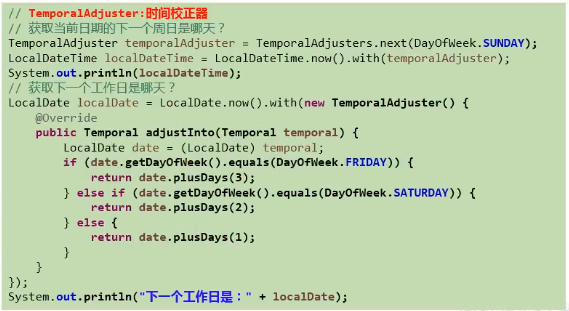 // TemporalAdjuster:时间校正器
// 获取当前日期的下一个周日是哪天？
TemporalAdjuster temporalAdjuster = TemporalAdjusters.next(DayOfWeek.SUNDAY);
LocalDateTime localDateTime = LocalDateTime.now().with(temporalAdjuster);
System.out.println(localDateTime);
// 获取下一个工作日是哪天？
LocalDate localDate = LocalDate.now().with(new TemporalAdjuster() {
    @Override
    public Temporal adjustInto(Temporal temporal) {
        LocalDate date = (LocalDate) temporal;
        if (date.getDayOfWeek().equals(DayOfWeek.FRIDAY)) {
            return date.plusDays(3);
        } else if (date.getDayOfWeek().equals(DayOfWeek.SATURDAY)) {
            return date.plusDays(2);
        } else {
            return date.plusDays(1);
        }
    }
});
System.out.println("下一个工作日是：" + localDate);